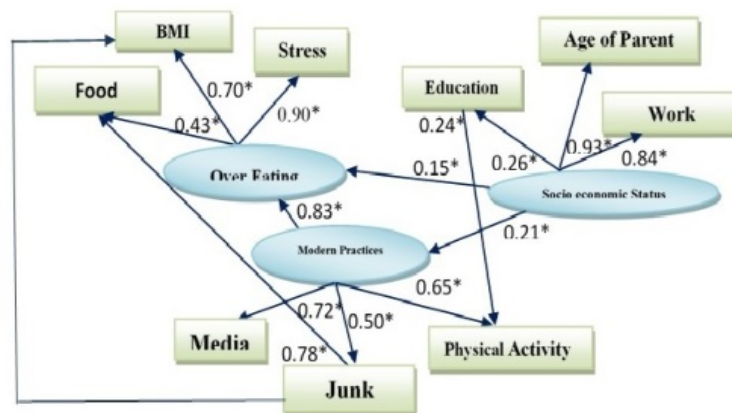 BMI
Stress
Age of Parent
Food
Education
Work
0.70*
0.90*
0.43*
0.24*
0.93*
0.84*
0.26*
0.15*
Over Eating
Socio economic Status
0.83*
0.21*
Modern Practices
0.72*
0.50*
0.65*
Media
0.78*
Physical Activity
Junk